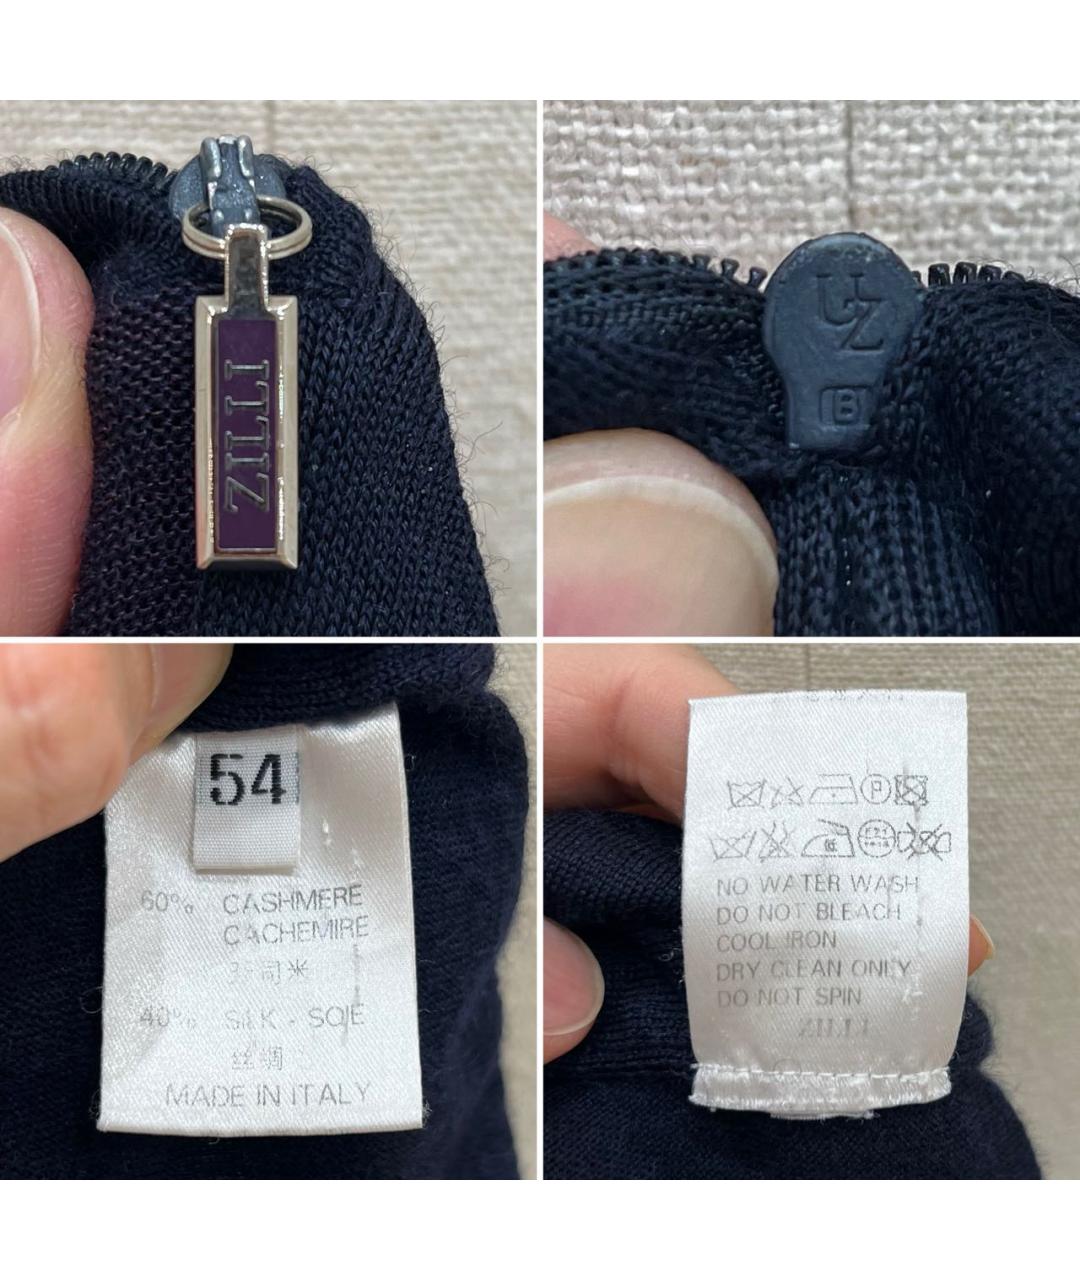 ZILLI
UZ
B
54
60% CASHMERE
CACHEMIRE
40% SILK - SOIE
丝绸
MADE IN ITALY
P
NO WATER WASH
DO NOT BLEACH
COOL IRON
DRY CLEAN ONLY
DO NOT SPIN
ZILLI